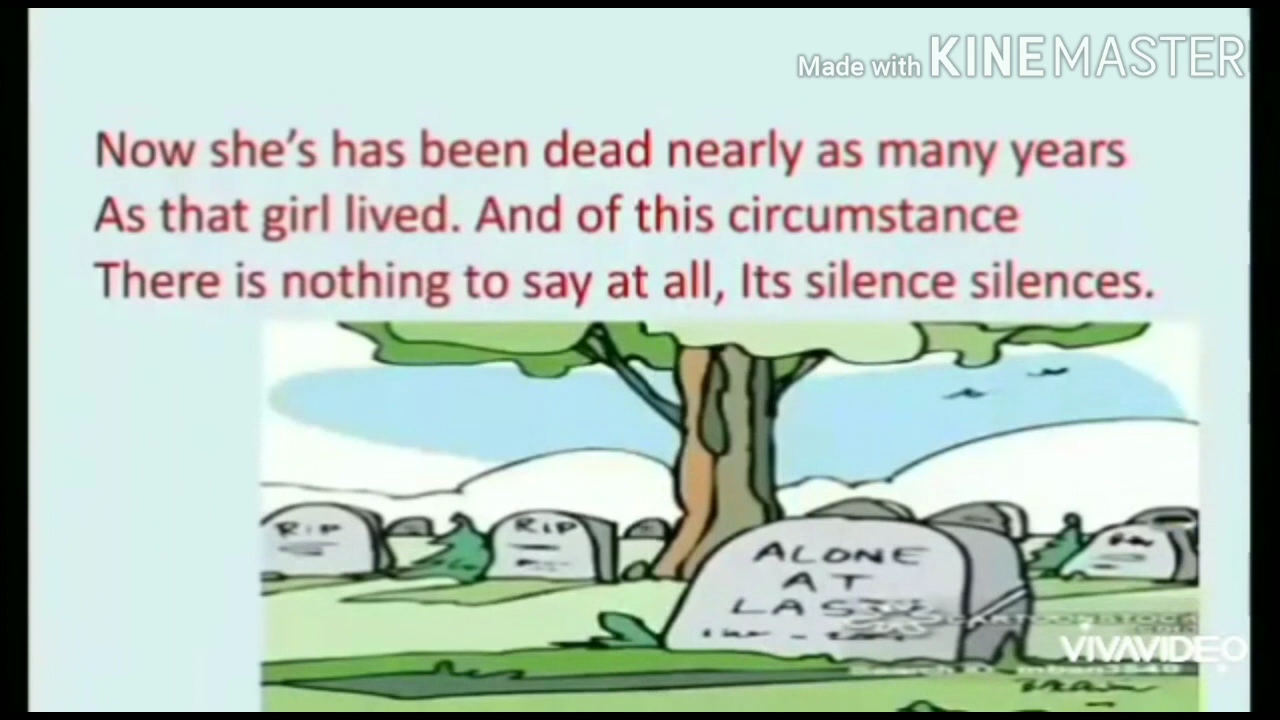 Made with KINEMASTER
Now she's has been dead nearly as many years
As that girl lived. And of this circumstance
There is nothing to say at all, Its silence silences.
RIP
RIP
ALONE
AT
LAST
VIVAVIDEO